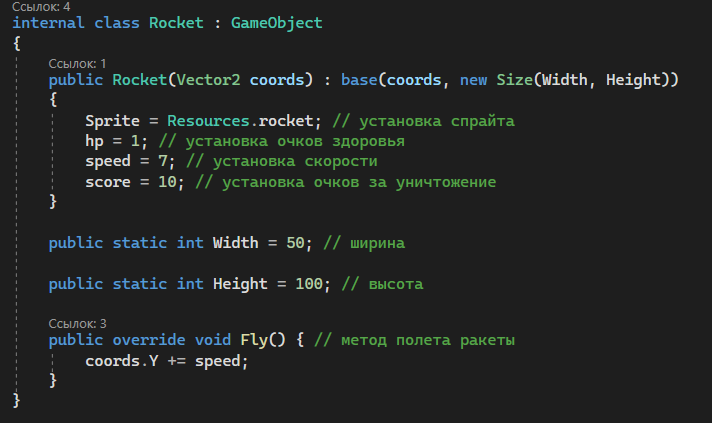 Ссылок: 4
internal class Rocket : GameObject
{
Ссылок: 1
public Rocket(Vector2 coords) : base(coords, new Size(Width, Height))
{
Sprite = Resources.rocket; // установка спрайта
hp = 1; // установка очков здоровья
speed = 7; // установка скорости
score = 10; // установка очков за уничтожение
}
public static int Width = 50; // ширина
public static int Height = 100; // высота
Ссылок: 3
public override void Fly() { // метод полета ракеты
coords.Y += speed;
}
}